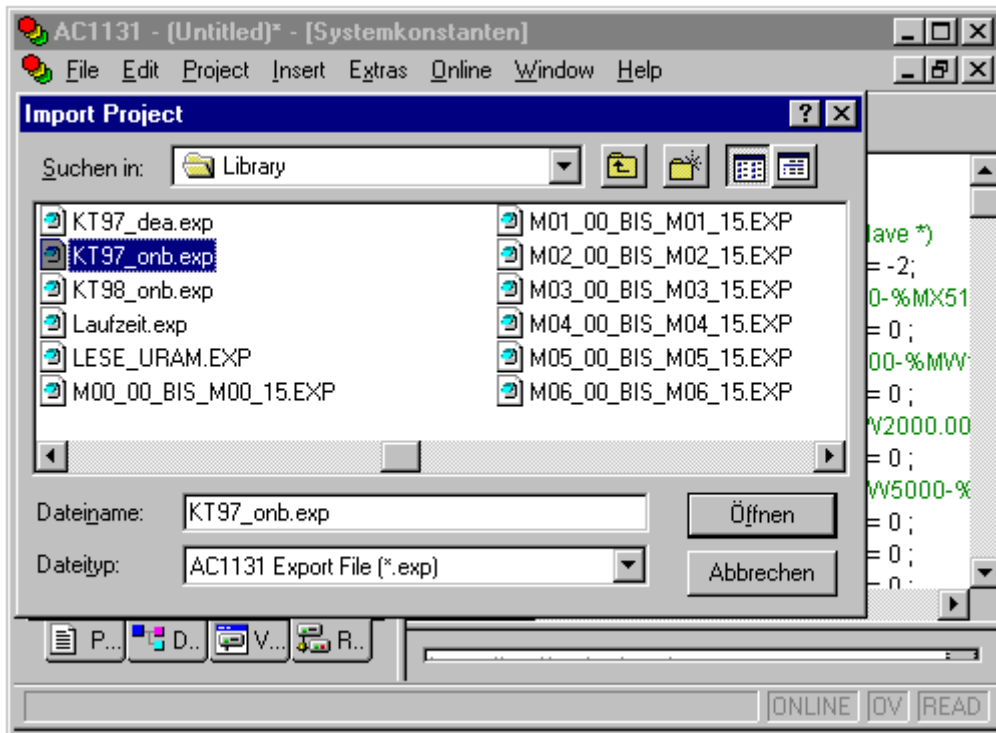 AC1131 - (Untitled)* - [Systemkonstanten]
File Edit Project Insert Extras Online Window Help
Import Project
Suchen in: Library
KT97_dea.exp
KT97_onb.exp
KT98_onb.exp
Laufzeit.exp
LESE_URAM.EXP
M00_00_BIS_M00_15.EXP
M01_00_BIS_M01_15.EXP
M02_00_BIS_M02_15.EXP
M03_00_BIS_M03_15.EXP
M04_00_BIS_M04_15.EXP
M05_00_BIS_M05_15.EXP
M06_00_BIS_M06_15.EXP
Dateiname: KT97_onb.exp Öffnen
Dateityp: AC1131 Export File (*.exp) Abbrechen
lave *)
= -2;
0-%MX51
= 0 ;
00-%MW
= 0 ;
W2000.00
= 0 ;
W5000-%
= 0 ;
= 0 ;
= 0 ;
P... D... V... R...
ONLINE OV READ